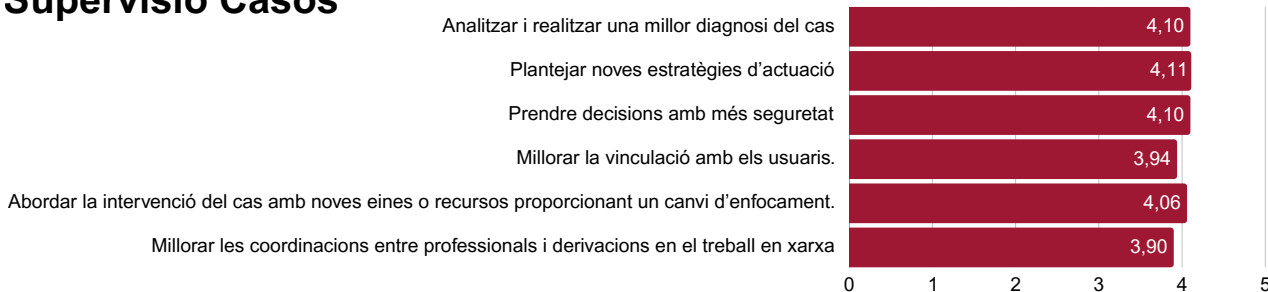 Supervisió Casos
Analitzar i realitzar una millor diagnosi del cas
4,10
Plantejar noves estratègies d’actuació
4,11
Prendre decisions amb més seguretat
4,10
Millorar la vinculació amb els usuaris.
3,94
Abordar la intervenció del cas amb noves eines o recursos proporcionant un canvi d’enfocament.
4,06
Millorar les coordinacions entre professionals i derivacions en el treball en xarxa
3,90
0 1 2 3 4 5